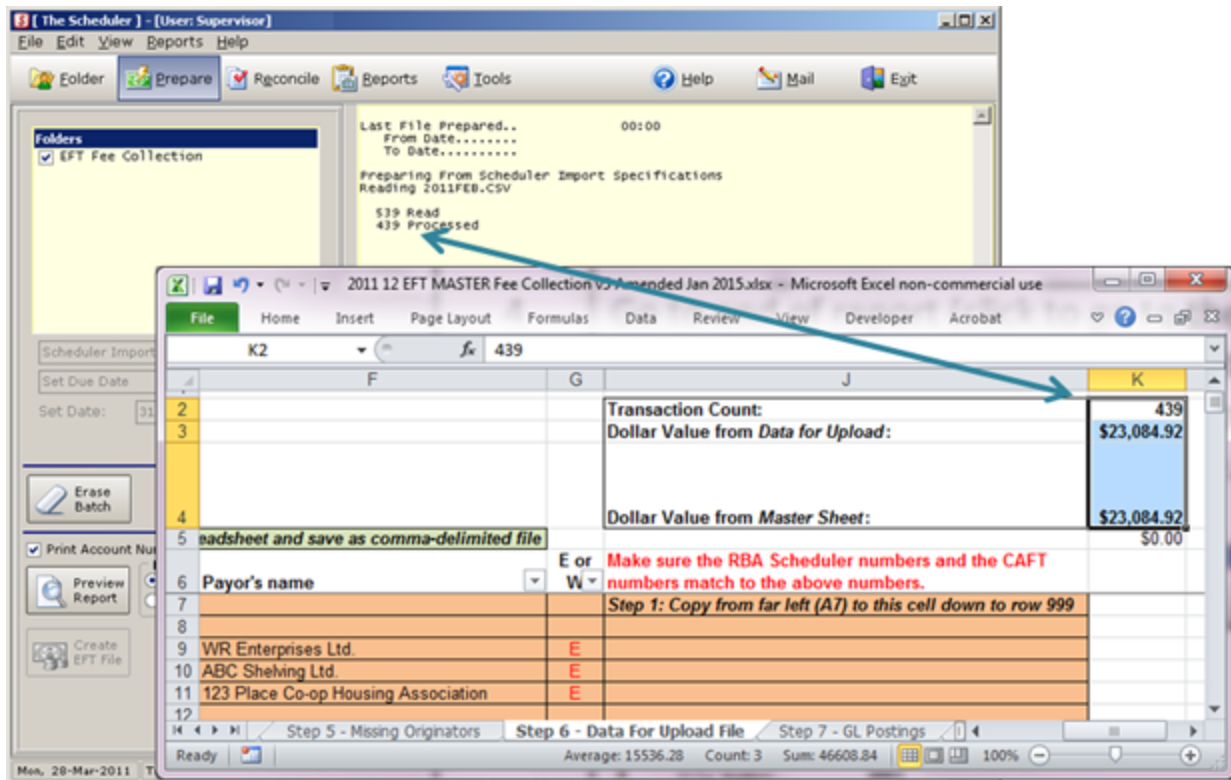 [ The Scheduler ] - [User: Supervisor]
File Edit View Reports Help
Folder Prepare Reconcile Reports Tools Help Mail Exit
Folders
EFT Fee Collection
Last File Prepared.. 00:00
From Date........
To Date..........
Preparing From Scheduler Import Specifications
Reading 2011FEB.CSV
539 Read
439 Processed
Scheduler Import
Set Due Date
Set Date: 31
Erase Batch
Print Account
Preview Report
Create EFT File
Mon, 28-Mar-2011
2011 12 EFT MASTER Fee Collection v5 Amended Jan 2015.xlsx - Microsoft Excel non-commercial use
File Home Insert Page Layout Formulas Data Review View Developer Acrobat
K2 fx 439
F G J K
2 Transaction Count: 439
3 Dollar Value from Data for Upload: $23,084.92
4 Dollar Value from Master Sheet: $23,084.92
5 eadsheet and save as comma-delimited file $0.00
6 Payor's name E or W Make sure the RBA Scheduler numbers and the CAFT numbers match to the above numbers.
7 Step 1: Copy from far left (A7) to this cell down to row 999
8
9 WR Enterprises Ltd. E
10 ABC Shelving Ltd. E
11 123 Place Co-op Housing Association E
12
Step 5 - Missing Originators Step 6 - Data For Upload File Step 7 - GL Postings
Ready Average: 15536.28 Count: 3 Sum: 46608.84 100%